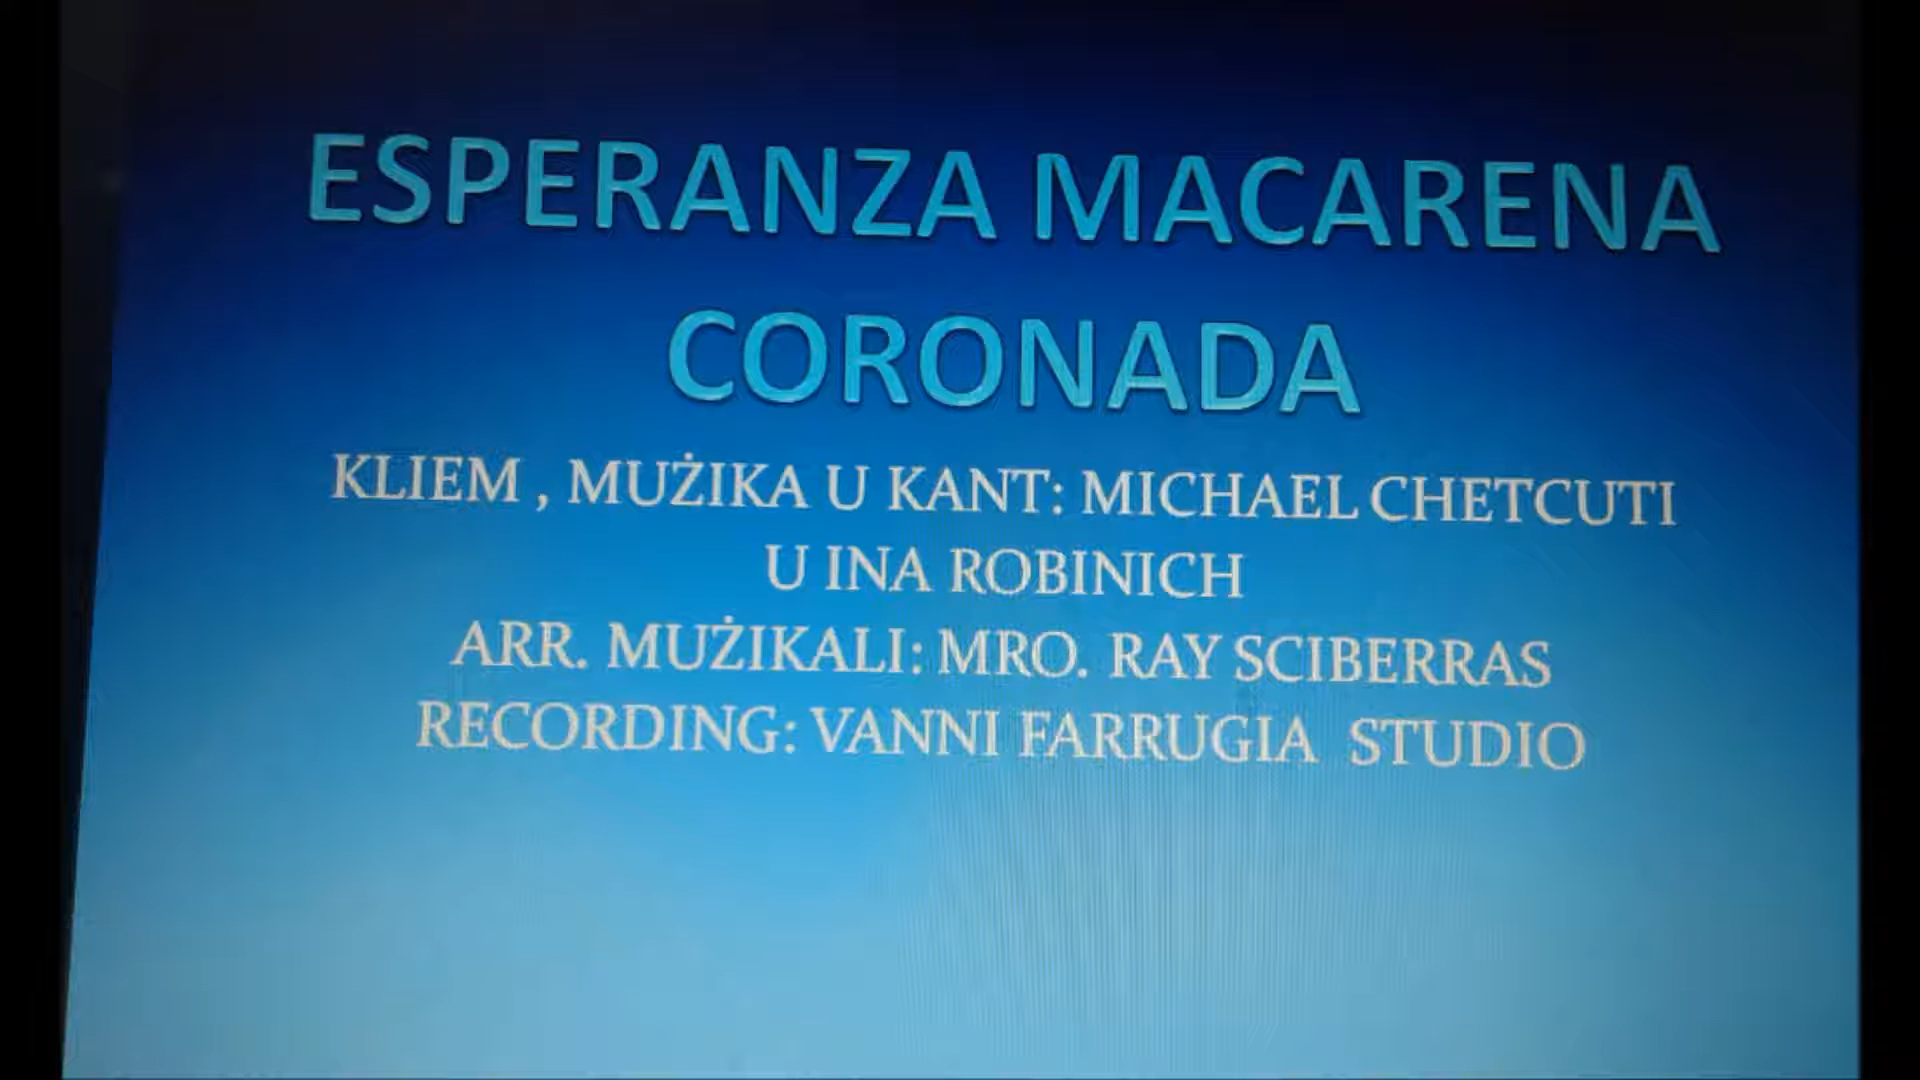 ESPERANZA MACARENA
CORONADA
KLIEM , MUŻIKA U KANT: MICHAEL CHETCUTI
U INA ROBINICH
ARR. MUŻIKALI: MRO. RAY SCIBERRAS
RECORDING: VANNI FARRUGIA STUDIO